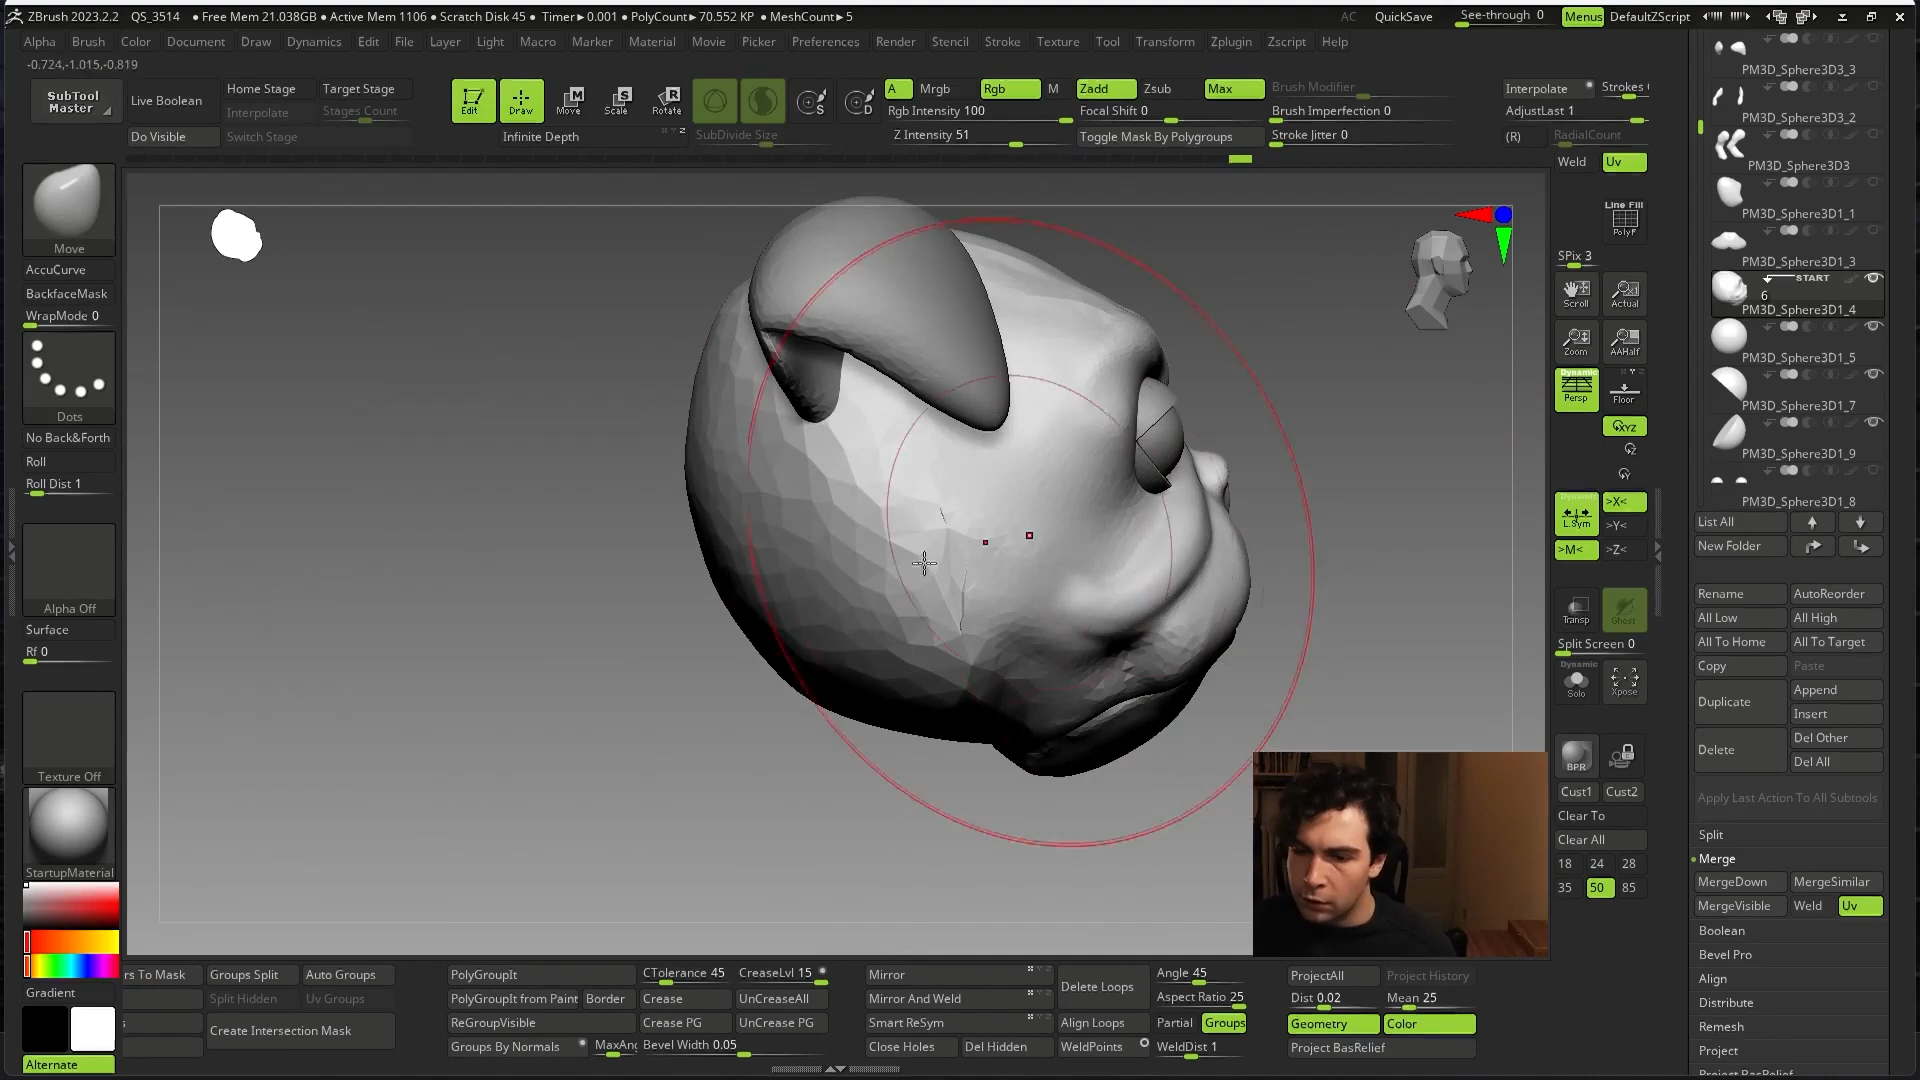 ZBrush 2023.2.2 QS_3514 ● Free Mem 21.038GB ● Active Mem 1106 ● Scratch Disk 45 ● Timer▸0.001 ● PolyCount▸70.552 KP ● MeshCount▸5
AC QuickSave See-through 0 Menus DefaultZScript
Alpha Brush Color Document Draw Dynamics Edit File Layer Light Macro Marker Material Movie Picker Preferences Render Stencil Stroke Texture Tool Transform Zplugin Zscript Help
-0.724,-1.015,-0.819
SubTool Master
Live Boolean
Home Stage Target Stage
Interpolate Stages Count
Do Visible Switch Stage
Edit Draw Move Scale Rotate
Infinite Depth SubDivide Size
A Mrgb Rgb M Zadd Zsub Max Brush Modifier
Rgb Intensity 100 Focal Shift 0 Brush Imperfection 0
Z Intensity 51 Toggle Mask By Polygroups Stroke Jitter 0
Interpolate Strokes
AdjustLast 1
(R) RadialCount
Weld Uv
Move
AccuCurve
BackfaceMask
WrapMode 0
Dots
No Back&Forth
Roll
Roll Dist 1
Alpha Off
Surface
Rf 0
Texture Off
StartupMaterial
Gradient
Alternate
Line Fill
PolyF
SPix 3
Scroll Actual
Zoom AAHalf
Dynamic
Persp Floor
XYZ
Dynamic
L.Sym >X<
>Y<
>M< >Z<
Transp Ghost
Split Screen 0
Dynamic
Solo Xpose
BPR
Cust1 Cust2
Clear To
Clear All
18 24 28
35 50 85
PM3D_Sphere3D3_3
PM3D_Sphere3D3_2
PM3D_Sphere3D3
PM3D_Sphere3D1_1
PM3D_Sphere3D1_3
START
6
PM3D_Sphere3D1_4
PM3D_Sphere3D1_5
PM3D_Sphere3D1_7
PM3D_Sphere3D1_9
PM3D_Sphere3D1_8
List All
New Folder
Rename AutoReorder
All Low All High
All To Home All To Target
Copy Paste
Duplicate Append
Insert
Delete Del Other
Del All
Apply Last Action To All Subtools
Split
Merge
MergeDown MergeSimilar
MergeVisible Weld Uv
Boolean
Bevel Pro
Align
Distribute
Remesh
Project
Project BasRelief
rs To Mask Groups Split Auto Groups
Split Hidden Uv Groups
Create Intersection Mask
PolyGroupIt CTolerance 45 CreaseLvl 15
PolyGroupIt from Paint Border Crease UnCreaseAll
ReGroupVisible Crease PG UnCrease PG
Groups By Normals MaxAng Bevel Width 0.05
Mirror
Mirror And Weld
Smart ReSym
Close Holes Del Hidden
Delete Loops Angle 45
Aspect Ratio 25
Align Loops Partial Groups
WeldPoints WeldDist 1
ProjectAll Project History
Dist 0.02 Mean 25
Geometry Color
Project BasRelief